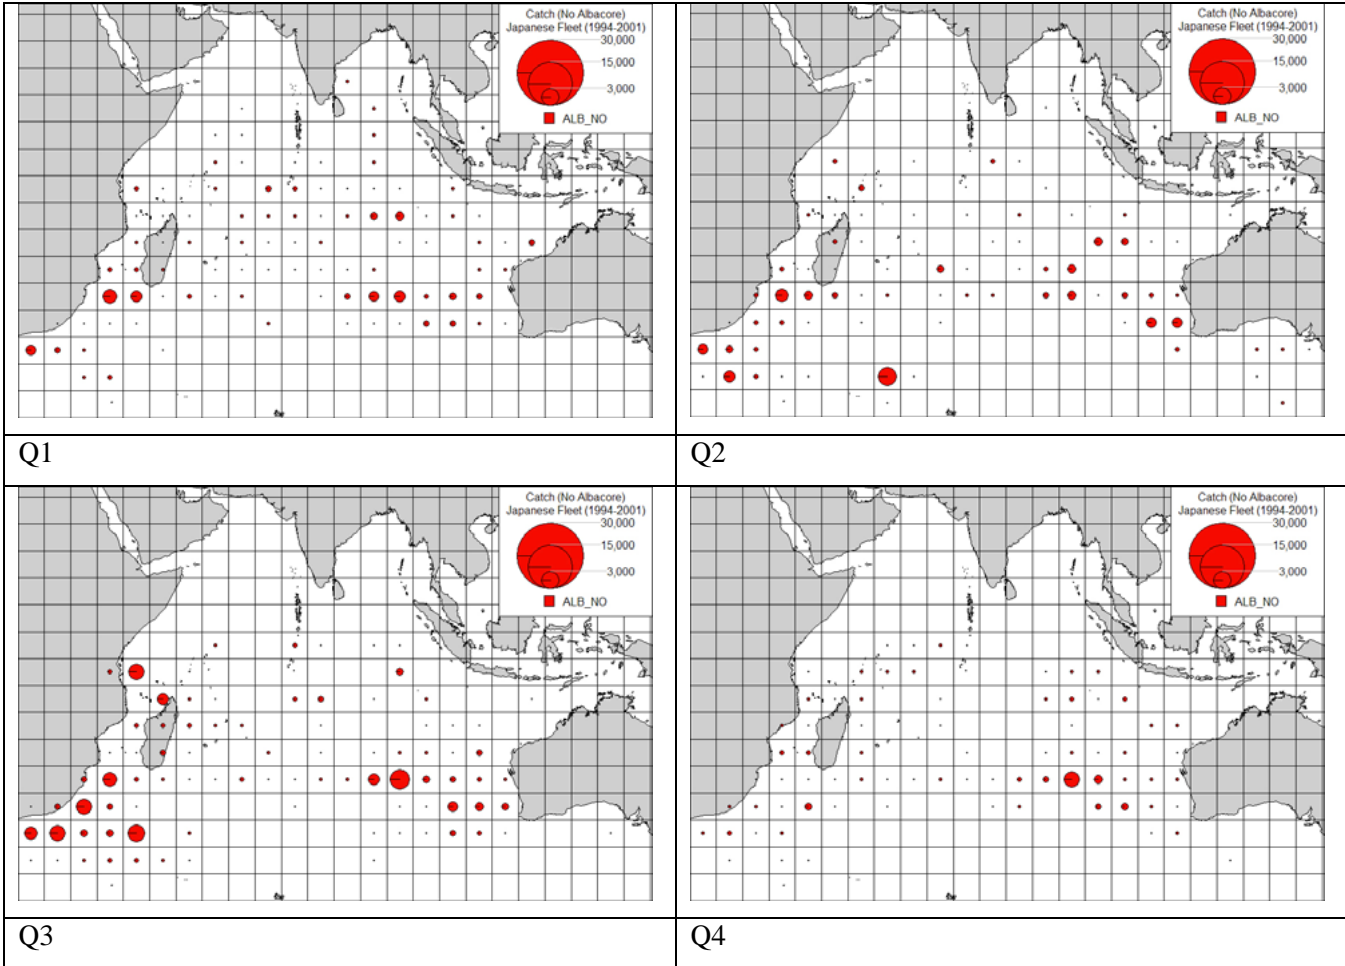 Catch (No Albacore)
Japanese Fleet (1994-2001)
30,000
15,000
3,000
ALB_NO
Catch (No Albacore)
Japanese Fleet (1994-2001)
30,000
15,000
3,000
ALB_NO
Q1
Q2
Catch (No Albacore)
Japanese Fleet (1994-2001)
30,000
15,000
3,000
ALB_NO
Catch (No Albacore)
Japanese Fleet (1994-2001)
30,000
15,000
3,000
ALB_NO
Q3
Q4